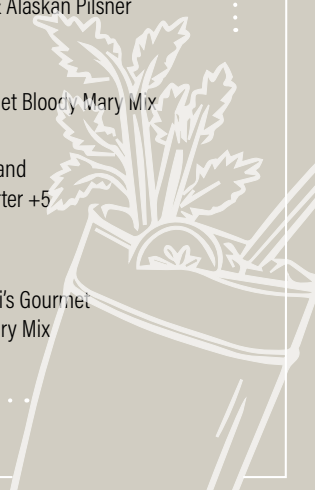 Alaskan Pilsner
et Bloody Mary Mix
and
ter +5
i's Gourmet
ry Mix